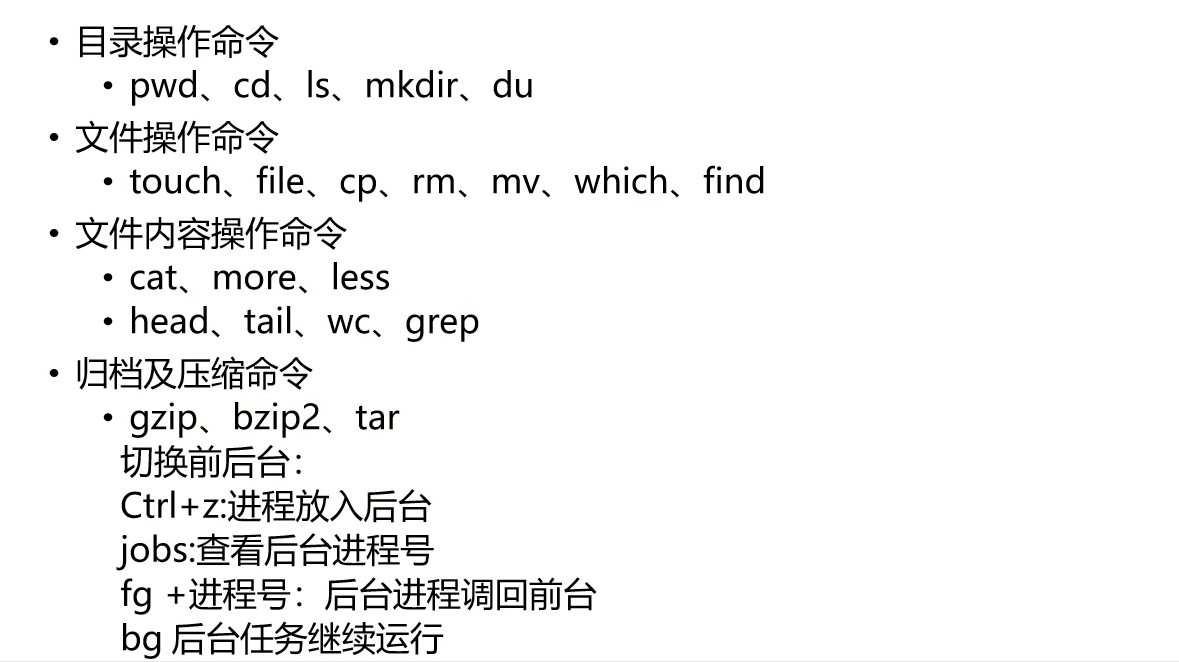 • 目录操作命令
• pwd、cd、ls、mkdir、du
• 文件操作命令
• touch、file、cp、rm、mv、which、find
• 文件内容操作命令
• cat、more、less
• head、tail、wc、grep
• 归档及压缩命令
• gzip、bzip2、tar
切换前后台：
Ctrl+z:进程放入后台
jobs:查看后台进程号
fg +进程号：后台进程调回前台
bg 后台任务继续运行